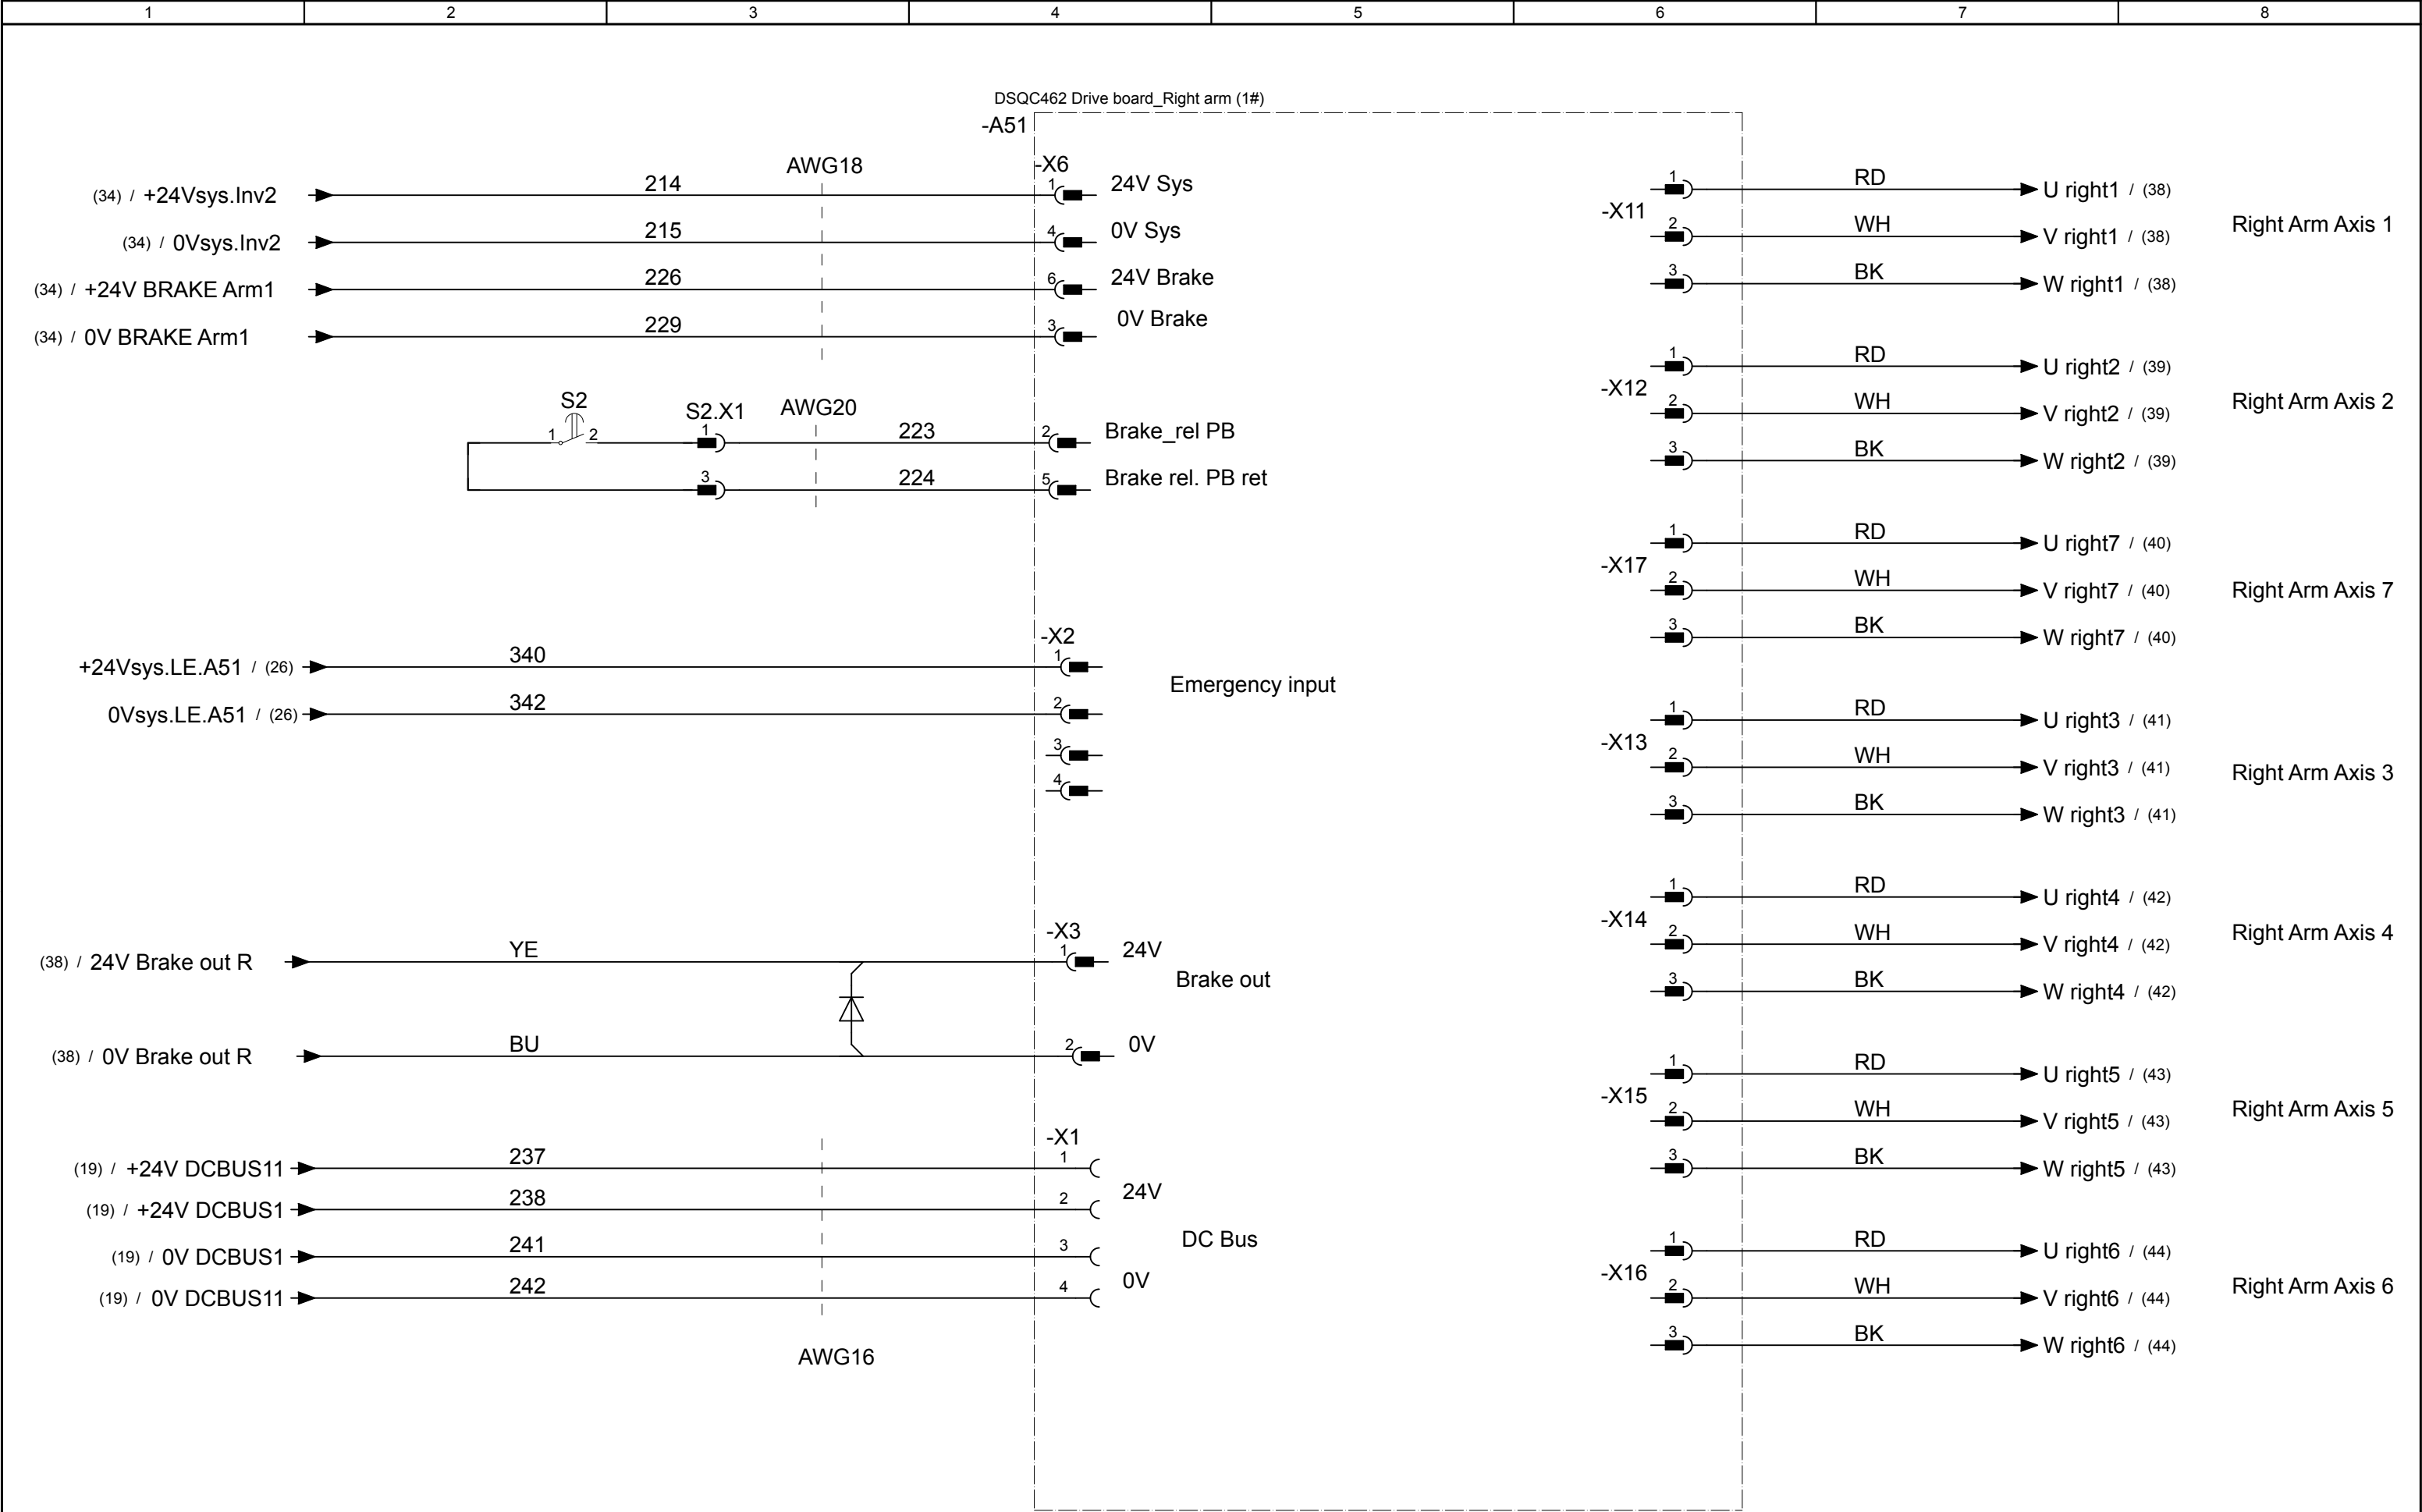 1 2 3 4 5 6 7 8
DSQC462 Drive board_Right arm (1#)
-A51
AWG18
-X6
(34) / +24Vsys.Inv2 214 1 24V Sys
(34) / 0Vsys.Inv2 215 4 0V Sys
(34) / +24V BRAKE Arm1 226 6 24V Brake
(34) / 0V BRAKE Arm1 229 3 0V Brake
S2 S2.X1 AWG20
1 2 1 223 2 Brake_rel PB
3 224 5 Brake rel. PB ret
-X2
+24Vsys.LE.A51 / (26) 340 1
Emergency input
0Vsys.LE.A51 / (26) 342 2
3
4
-X3
(38) / 24V Brake out R YE 1 24V
Brake out
(38) / 0V Brake out R BU 2 0V
-X1
(19) / +24V DCBUS11 237 1
24V
(19) / +24V DCBUS1 238 2
DC Bus
(19) / 0V DCBUS1 241 3
0V
(19) / 0V DCBUS11 242 4
AWG16
1 RD U right1 / (38)
-X11 Right Arm Axis 1
2 WH V right1 / (38)
3 BK W right1 / (38)
1 RD U right2 / (39)
-X12 Right Arm Axis 2
2 WH V right2 / (39)
3 BK W right2 / (39)
1 RD U right7 / (40)
-X17 Right Arm Axis 7
2 WH V right7 / (40)
3 BK W right7 / (40)
1 RD U right3 / (41)
-X13 Right Arm Axis 3
2 WH V right3 / (41)
3 BK W right3 / (41)
1 RD U right4 / (42)
-X14 Right Arm Axis 4
2 WH V right4 / (42)
3 BK W right4 / (42)
1 RD U right5 / (43)
-X15 Right Arm Axis 5
2 WH V right5 / (43)
3 BK W right5 / (43)
1 RD U right6 / (44)
-X16 Right Arm Axis 6
2 WH V right6 / (44)
3 BK W right6 / (44)